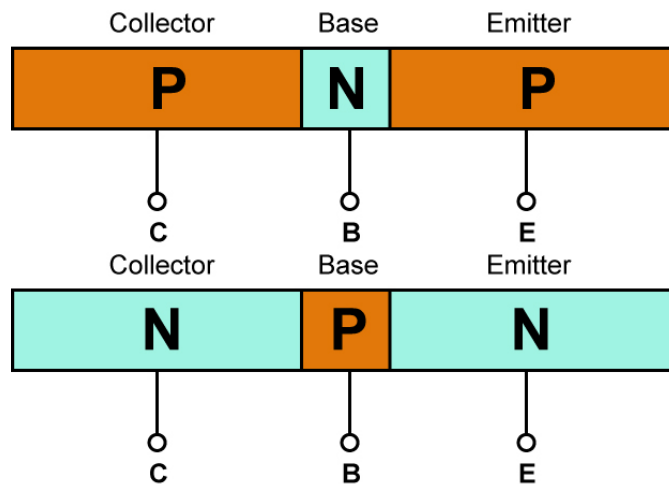 Collector Base Emitter
P N P
C B E
Collector Base Emitter
N P N
C B E